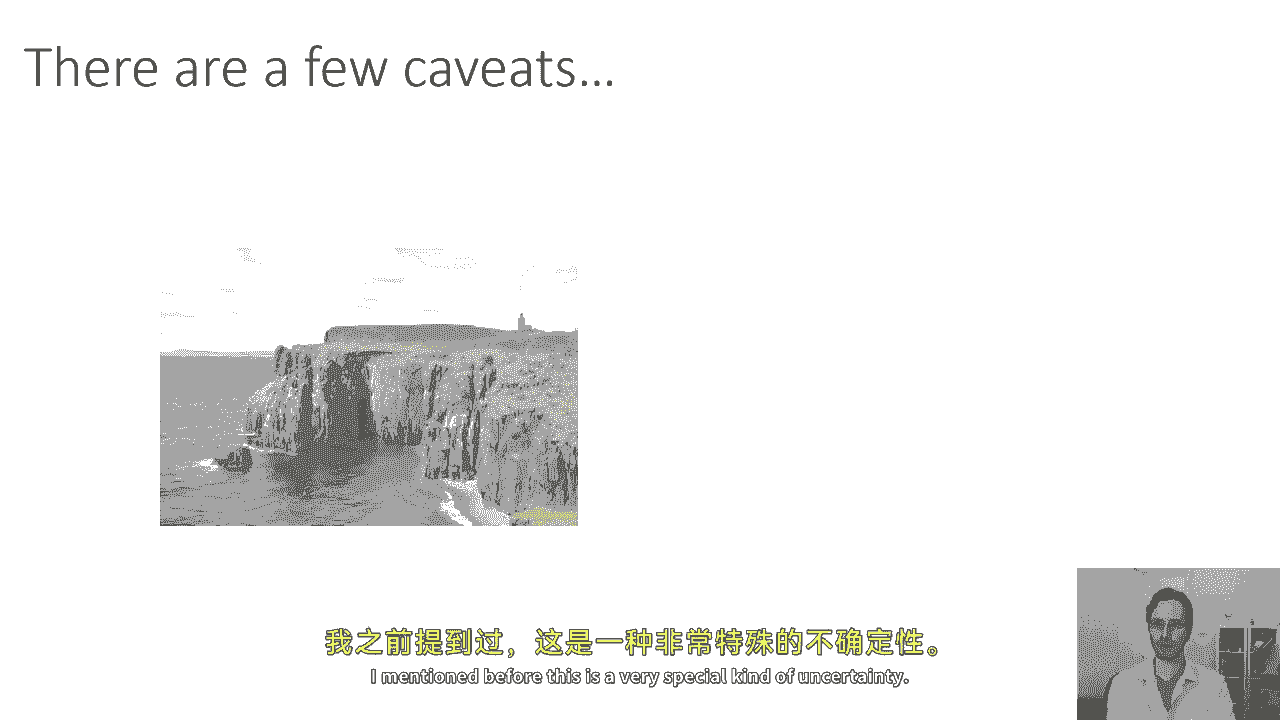 There are a few caveats...
我之前提到过，这是一种非常特殊的不确定性。
I mentioned before this is a very special kind of uncertainty.